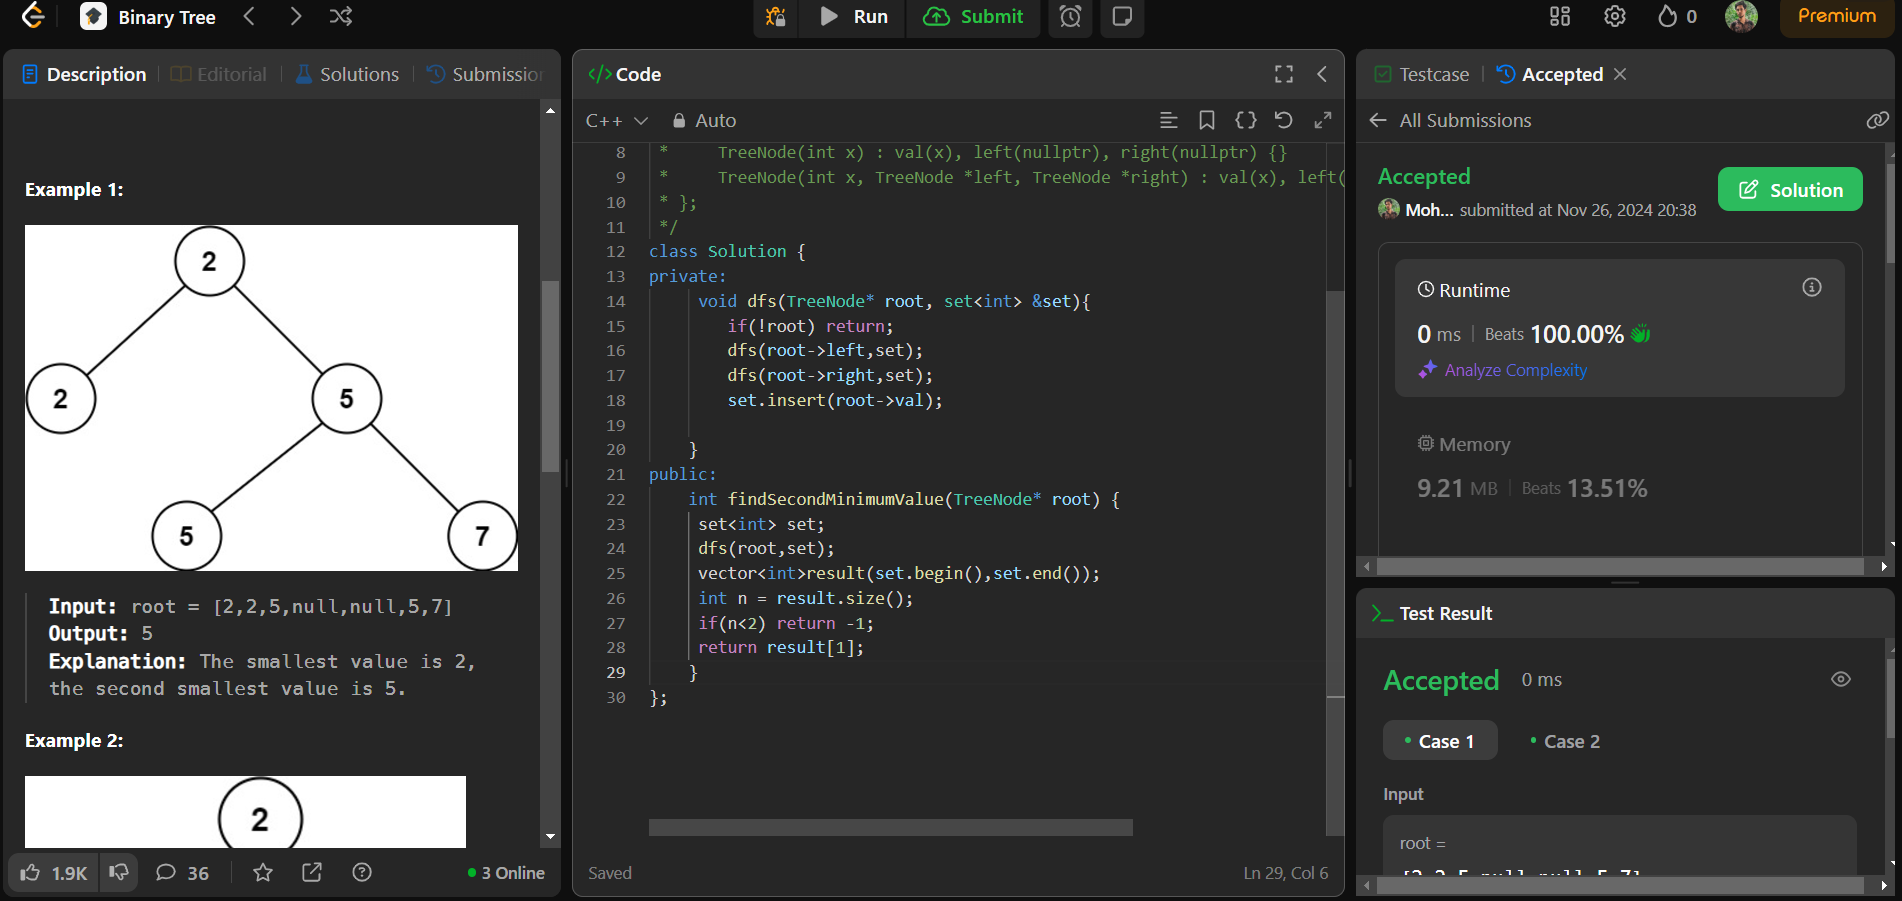 Binary Tree
Run
Submit
0
Premium
Description
Editorial
Solutions
Submission
Example 1:
2
2
5
5
7
Input: root = [2,2,5,null,null,5,7]
Output: 5
Explanation: The smallest value is 2,
the second smallest value is 5.
Example 2:
2
1.9K
36
3 Online
</> Code
C++
Auto
8 *     TreeNode(int x) : val(x), left(nullptr), right(nullptr) {}
9 *     TreeNode(int x, TreeNode *left, TreeNode *right) : val(x), left(
10 * };
11 */
12 class Solution {
13 private:
14     void dfs(TreeNode* root, set<int> &set){
15        if(!root) return;
16        dfs(root->left,set);
17        dfs(root->right,set);
18        set.insert(root->val);
19
20     }
21 public:
22    int findSecondMinimumValue(TreeNode* root) {
23     set<int> set;
24     dfs(root,set);
25     vector<int>result(set.begin(),set.end());
26     int n = result.size();
27     if(n<2) return -1;
28     return result[1];
29    }
30 };
Saved
Ln 29, Col 6
Testcase
Accepted
All Submissions
Accepted
Solution
Moh... submitted at Nov 26, 2024 20:38
Runtime
0 ms | Beats 100.00%
Analyze Complexity
Memory
9.21 MB | Beats 13.51%
>_ Test Result
Accepted 0 ms
Case 1
Case 2
Input
root =
[2,2,5,null,null,5,7]